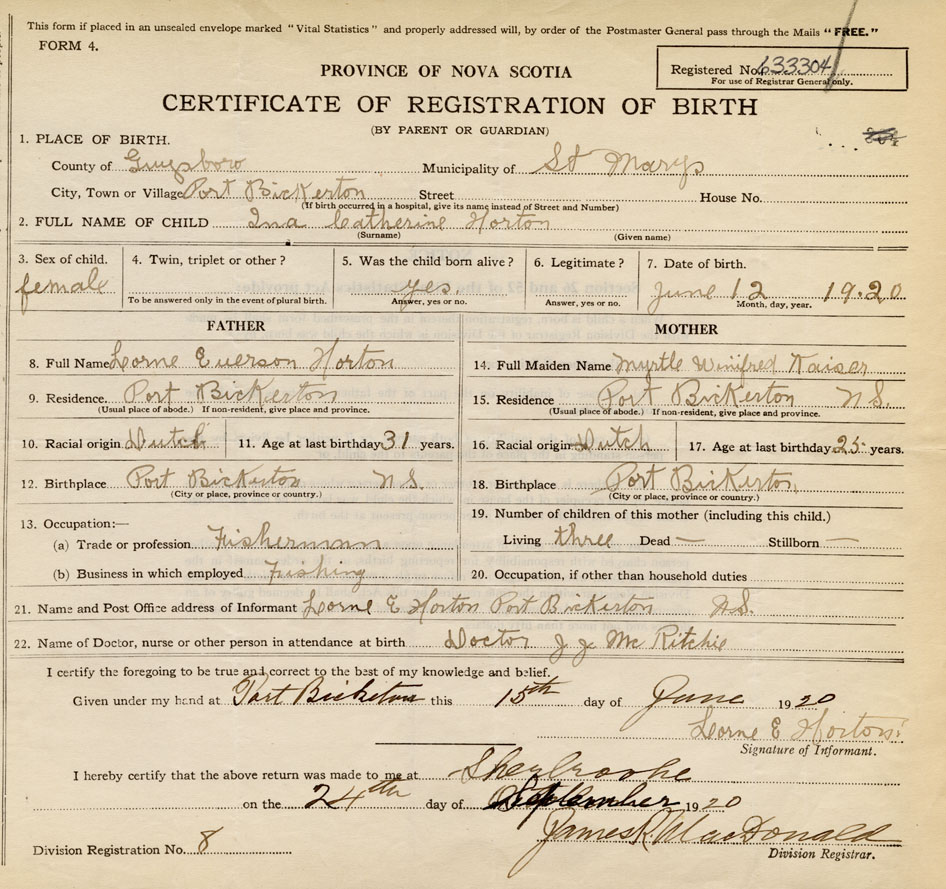 This form if placed in an unsealed envelope marked "Vital Statistics" and properly addressed will, by order of the Postmaster General pass through the Mails "FREE."
FORM 4.
Registered No. 633304
For use of Registrar General only.
PROVINCE OF NOVA SCOTIA
CERTIFICATE OF REGISTRATION OF BIRTH
(BY PARENT OR GUARDIAN)
1. PLACE OF BIRTH.
County of Guysboro Municipality of St Marys
City, Town or Village Port Bickerton Street House No.
(If birth occurred in a hospital, give its name instead of Street and Number)
2. FULL NAME OF CHILD Ina Catherine Horton
(Surname) (Given name)
3. Sex of child. 4. Twin, triplet or other? 5. Was the child born alive? 6. Legitimate? 7. Date of birth.
female yes June 12 1920
To be answered only in the event of plural birth. Answer, yes or no. Answer, yes or no. Month, day, year.
FATHER MOTHER
8. Full Name Lorne Everson Horton 14. Full Maiden Name Myrtle Winifred Kaiser
9. Residence. Port Bickerton 15. Residence Port Bickerton N.S.
(Usual place of abode.) If non-resident, give place and province. (Usual place of abode.) If non-resident, give place and province.
10. Racial origin Dutch 11. Age at last birthday 31 years. 16. Racial origin Dutch 17. Age at last birthday 25 years.
12. Birthplace Port Bickerton N.S. 18. Birthplace Port Bickerton
(City or place, province or country.) (City or place, province or country.)
13. Occupation:— 19. Number of children of this mother (including this child.)
(a) Trade or profession Fisherman Living three Dead — Stillborn —
(b) Business in which employed Fishing 20. Occupation, if other than household duties
21. Name and Post Office address of Informant Lorne E Horton Port Bickerton N.S.
22. Name of Doctor, nurse or other person in attendance at birth Doctor J J McRitchie
I certify the foregoing to be true and correct to the best of my knowledge and belief.
Given under my hand at Port Bickerton this 15th day of June 1920
Lorne E Horton
Signature of Informant.
I hereby certify that the above return was made to me at Sherbrooke
on the 24th day of September 1920
James K. MacDonald
Division Registration No. 8 Division Registrar.